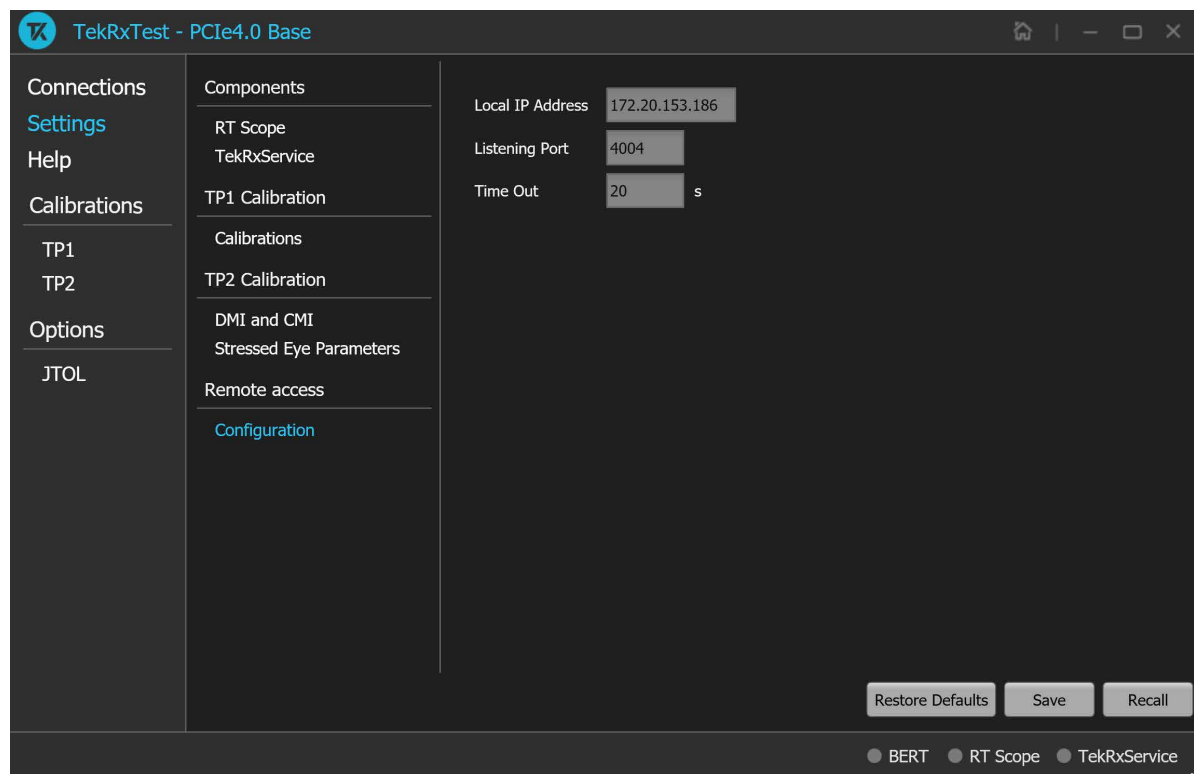 TekRxTest - PCIe4.0 Base
Connections
Settings
Help
Calibrations
TP1
TP2
Options
JTOL
Components
RT Scope
TekRxService
TP1 Calibration
Calibrations
TP2 Calibration
DMI and CMI
Stressed Eye Parameters
Remote access
Configuration
Local IP Address 172.20.153.186
Listening Port 4004
Time Out 20 s
Restore Defaults Save Recall
BERT RT Scope TekRxService